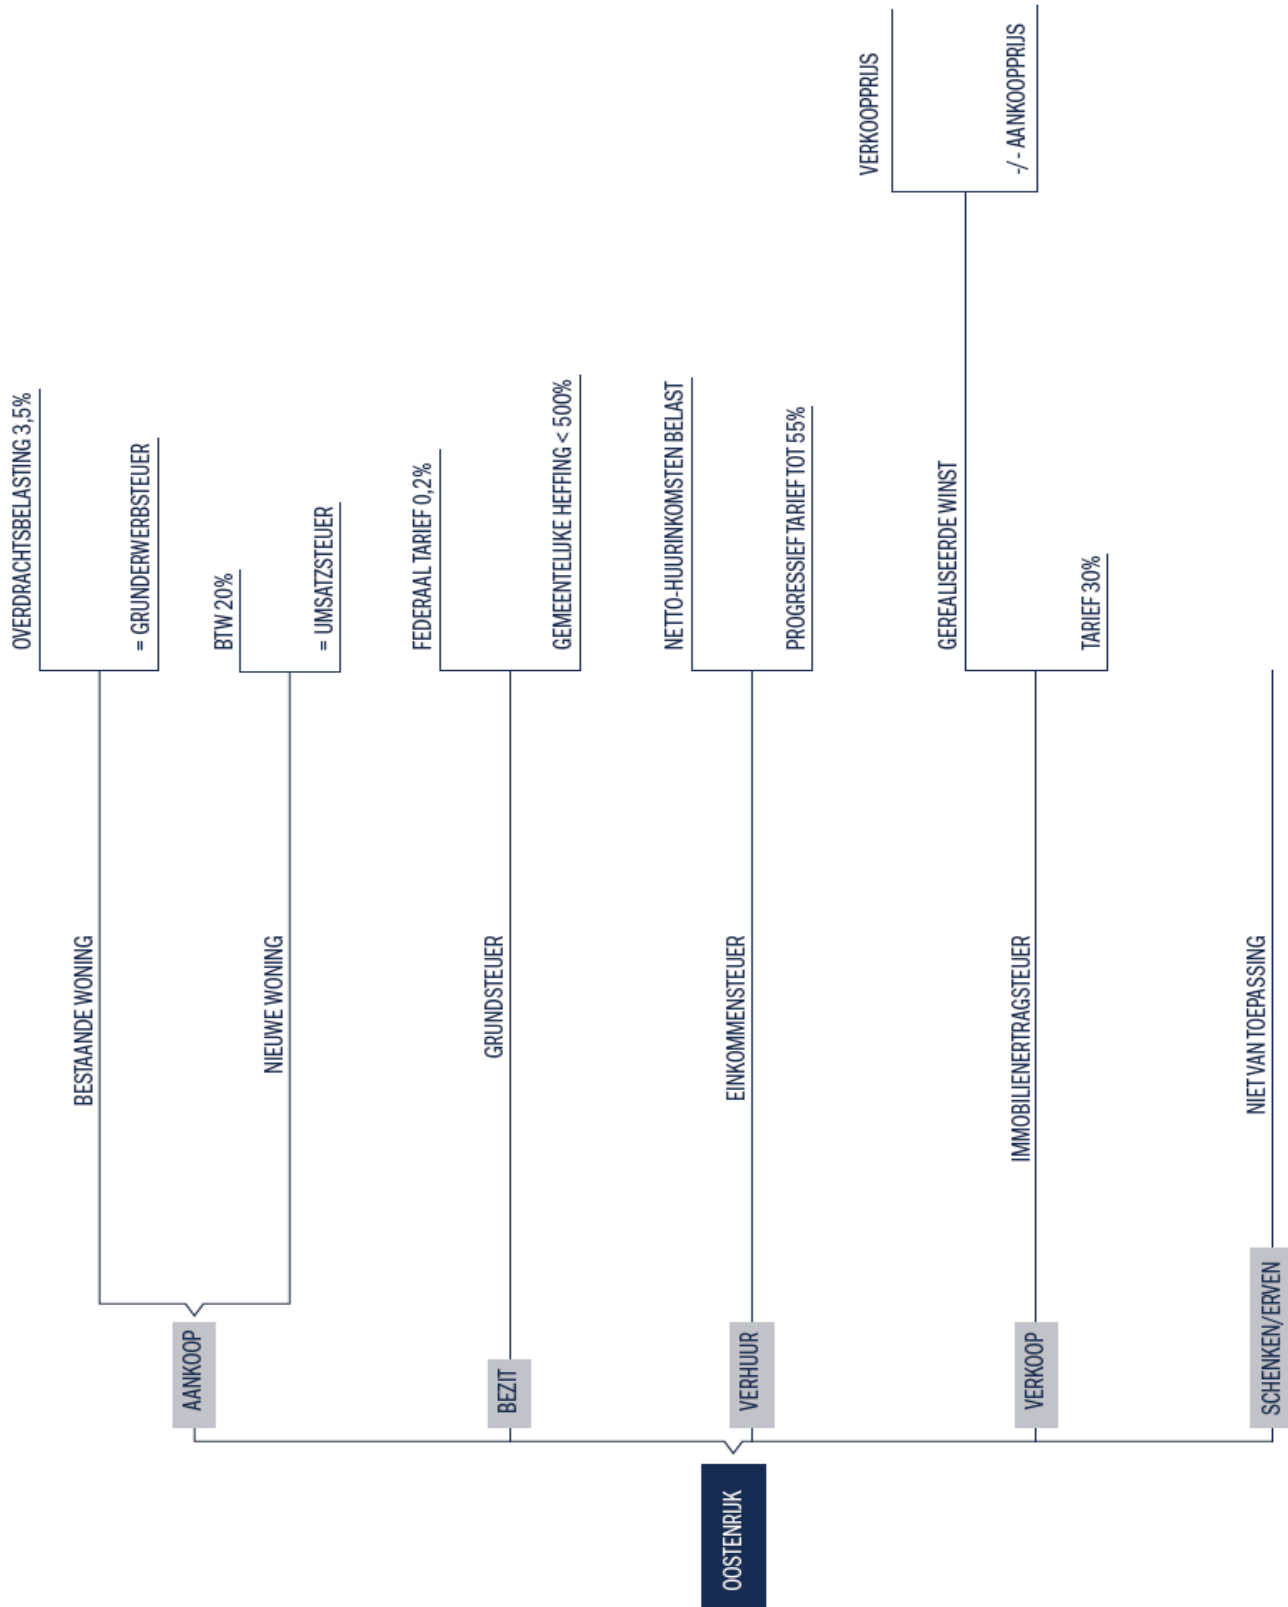 OOSTENRIJK
AANKOOP
BESTAANDE WONING
OVERDRACHTSBELASTING 3,5%
= GRUNDERWERBSTEUER
NIEUWE WONING
BTW 20%
= UMSATZSTEUER
BEZIT
GRUNDSTEUER
FEDERAAL TARIEF 0,2%
GEMEENTELIJKE HEFFING < 500%
VERHUUR
EINKOMMENSTEUER
NETTO-HUURINKOMSTEN BELAST
PROGRESSIEF TARIEF TOT 55%
VERKOOP
IMMOBILIENERTRAGSTEUER
GEREALISEERDE WINST
VERKOOPPRIJS
-/- AANKOOPPRIJS
TARIEF 30%
SCHENKEN/ERVEN
NIET VAN TOEPASSING